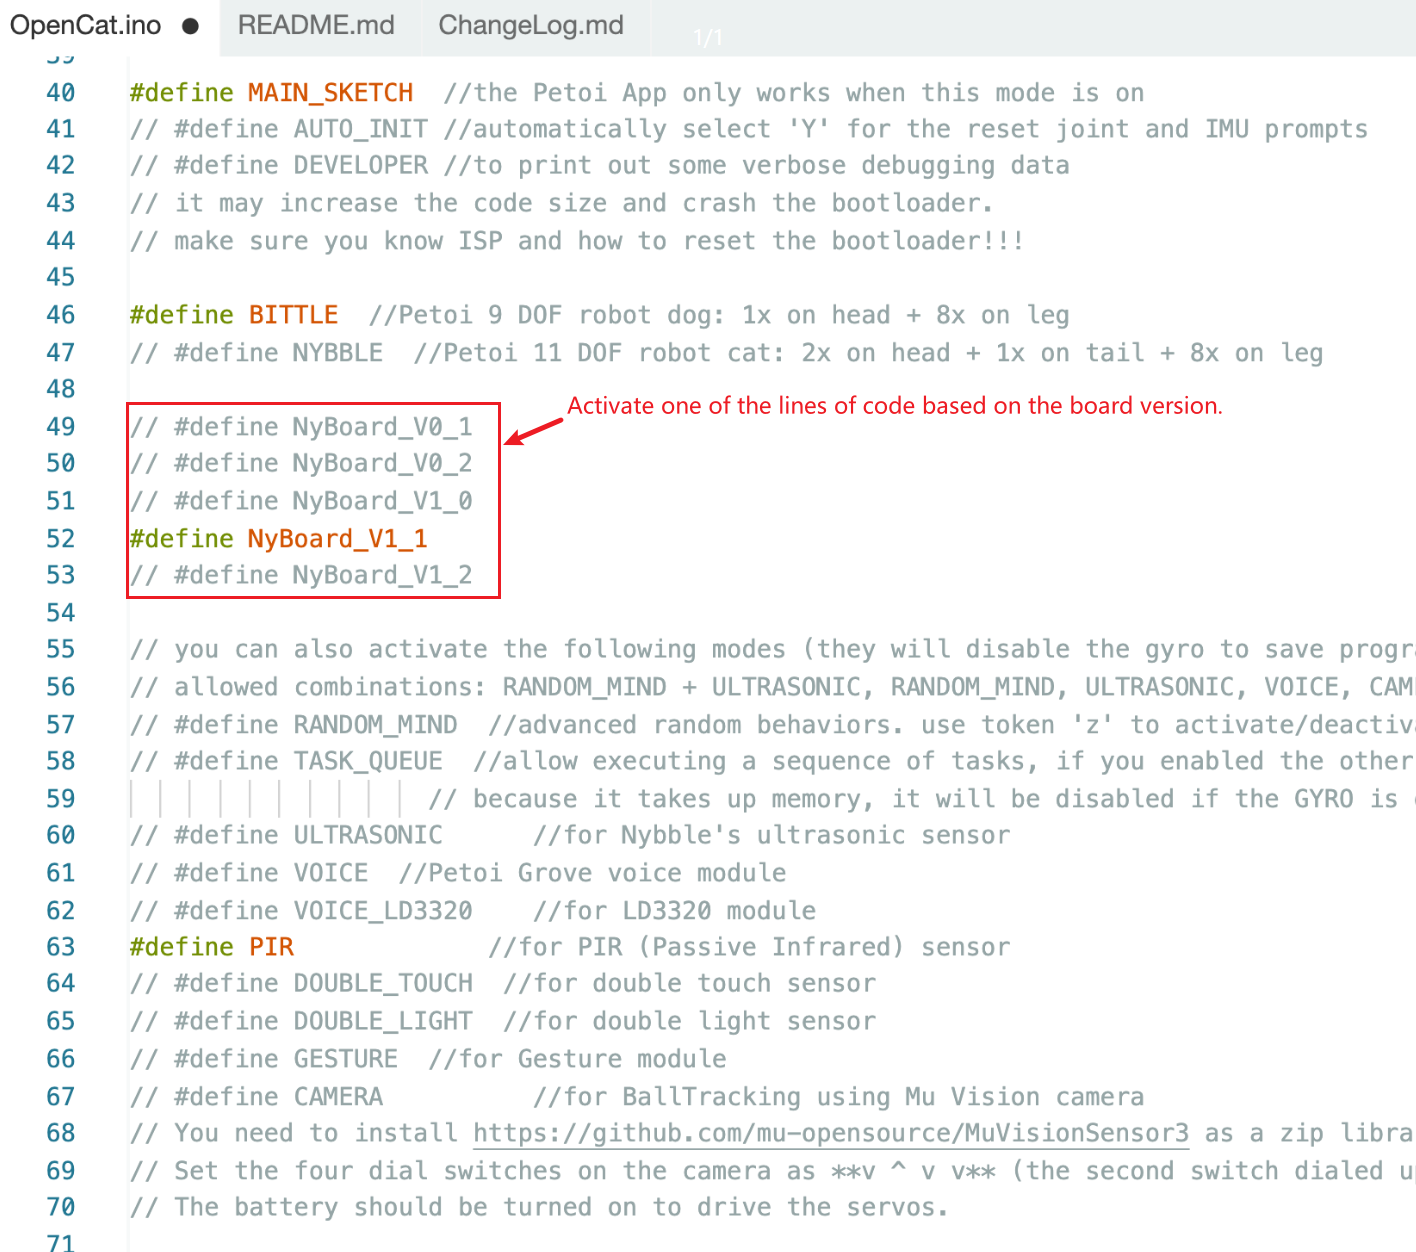 OpenCat.ino ● README.md ChangeLog.md
1/1
39
40 #define MAIN_SKETCH //the Petoi App only works when this mode is on
41 // #define AUTO_INIT //automatically select 'Y' for the reset joint and IMU prompts
42 // #define DEVELOPER //to print out some verbose debugging data
43 // it may increase the code size and crash the bootloader.
44 // make sure you know ISP and how to reset the bootloader!!!
45
46 #define BITTLE //Petoi 9 DOF robot dog: 1x on head + 8x on leg
47 // #define NYBBLE //Petoi 11 DOF robot cat: 2x on head + 1x on tail + 8x on leg
48
Activate one of the lines of code based on the board version.
49 // #define NyBoard_V0_1
50 // #define NyBoard_V0_2
51 // #define NyBoard_V1_0
52 #define NyBoard_V1_1
53 // #define NyBoard_V1_2
54
55 // you can also activate the following modes (they will disable the gyro to save progra
56 // allowed combinations: RANDOM_MIND + ULTRASONIC, RANDOM_MIND, ULTRASONIC, VOICE, CAM
57 // #define RANDOM_MIND //advanced random behaviors. use token 'z' to activate/deactiva
58 // #define TASK_QUEUE //allow executing a sequence of tasks, if you enabled the other
59 // because it takes up memory, it will be disabled if the GYRO is
60 // #define ULTRASONIC //for Nybble's ultrasonic sensor
61 // #define VOICE //Petoi Grove voice module
62 // #define VOICE_LD3320 //for LD3320 module
63 #define PIR //for PIR (Passive Infrared) sensor
64 // #define DOUBLE_TOUCH //for double touch sensor
65 // #define DOUBLE_LIGHT //for double light sensor
66 // #define GESTURE //for Gesture module
67 // #define CAMERA //for BallTracking using Mu Vision camera
68 // You need to install https://github.com/mu-opensource/MuVisionSensor3 as a zip libra
69 // Set the four dial switches on the camera as **v ^ v v** (the second switch dialed u
70 // The battery should be turned on to drive the servos.
71